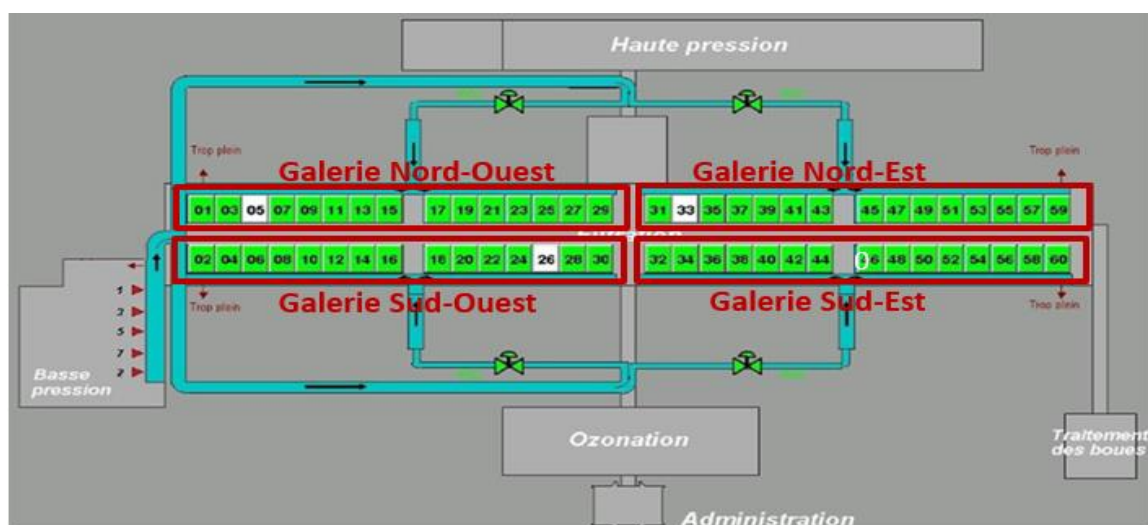 Haute pression
Trop plein
Galerie Nord-Ouest
Galerie Nord-Est
Trop plein
01 03 05 07 09 11 13 15 17 19 21 23 25 27 29 31 33 35 37 39 41 43 45 47 49 51 53 55 57 59
02 04 06 08 10 12 14 16 18 20 22 24 26 28 30 32 34 36 38 40 42 44 48 50 52 54 56 58 60
Trop plein
Galerie Sud-Ouest
Galerie Sud-Est
Trop plein
1
2
5
7
2
Basse
pression
Ozonation
Traitement
des boues
Administration